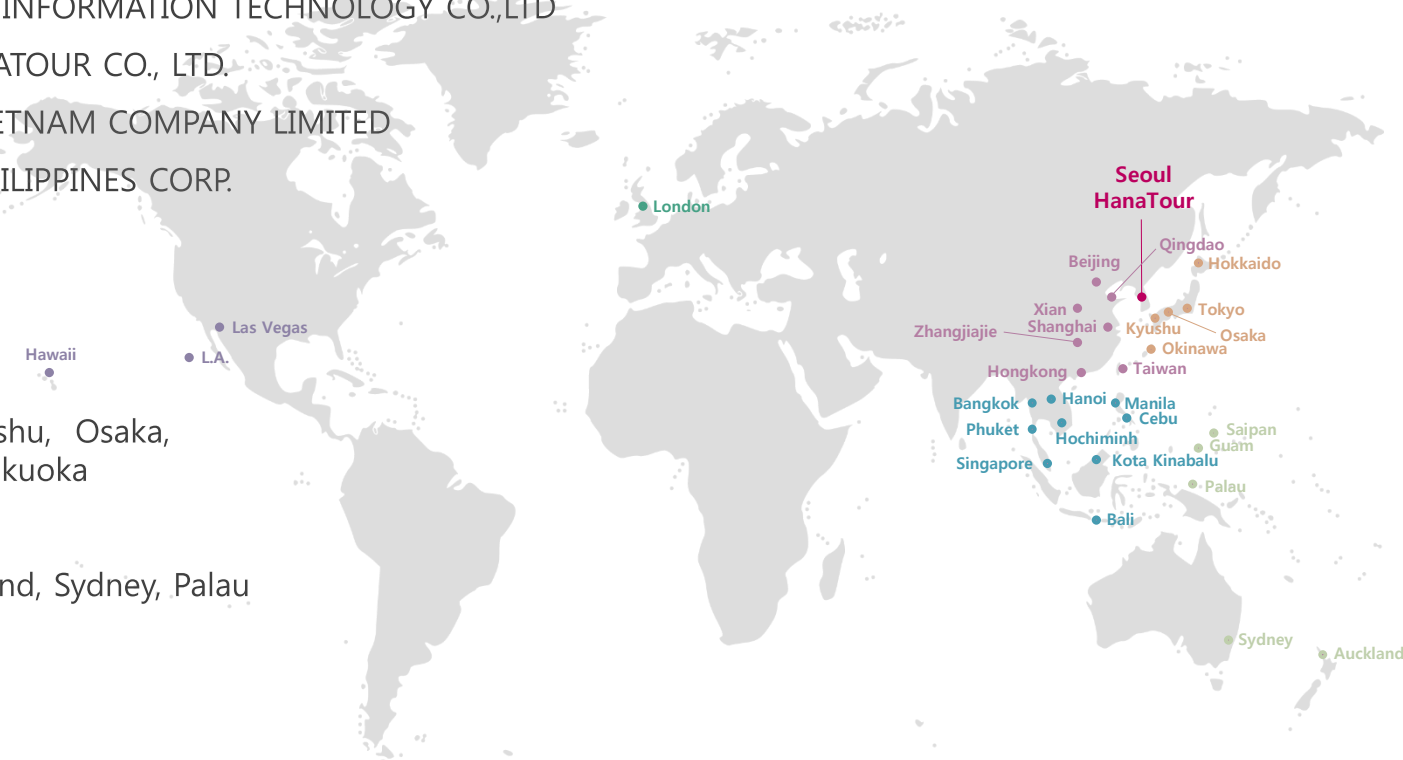 INFORMATION TECHNOLOGY CO.,LTD
ATOUR CO., LTD.
ETNAM COMPANY LIMITED
ILIPPINES CORP.
Seoul
HanaTour
London
Qingdao
Beijing
Hokkaido
Xian
Tokyo
Las Vegas
Zhangjiajie
Shanghai
Kyushu
Osaka
Hawaii
L.A.
Okinawa
Hongkong
Taiwan
Bangkok
Hanoi
Manila
Cebu
shu, Osaka,
Phuket
Hochiminh
Saipan
Guam
kuoka
Singapore
Kota Kinabalu
Palau
Bali
nd, Sydney, Palau
Sydney
Auckland